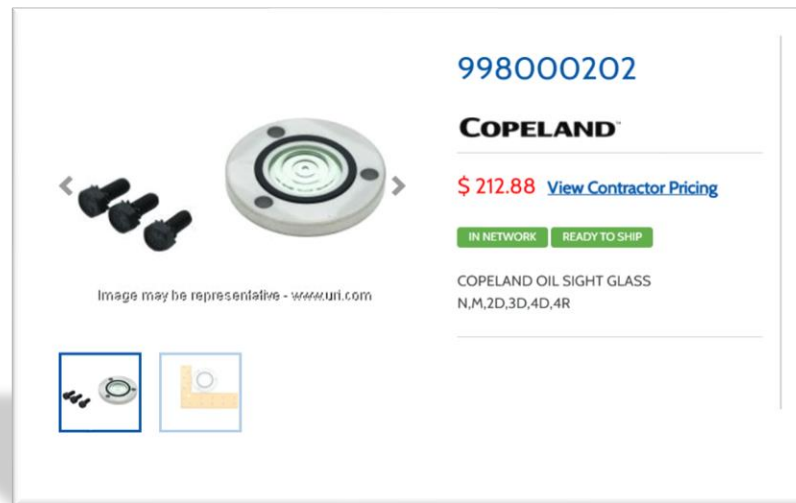 998000202
COPELAND™
$ 212.88 View Contractor Pricing
IN NETWORK READY TO SHIP
COPELAND OIL SIGHT GLASS
N,M,2D,3D,4D,4R
Image may be representative - www.uri.com